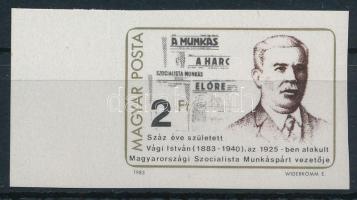 MAGYAR POSTA
A MUNKÁS
A HARC
SZOCIALISTA MUNKÁS
ELŐRE
2 Ft
Száz éve született
Vági István (1883-1940), az 1925-ben alakult
Magyarországi Szocialista Munkáspárt vezetője
1983 WIDERKOMM E.